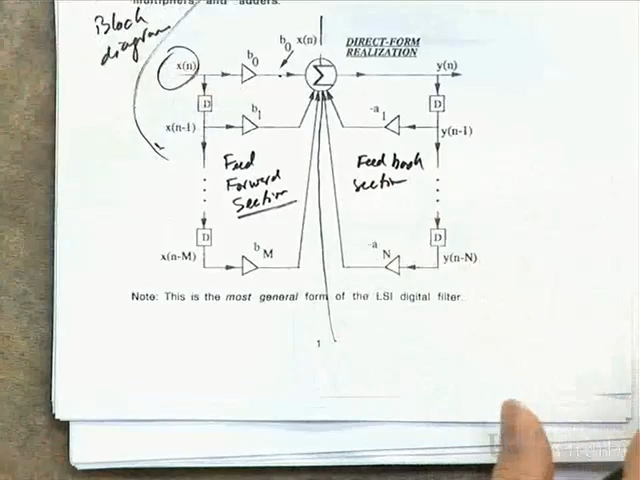 multipliers and adders.
Block
diagram
b0 x(n)
DIRECT-FORM
REALIZATION
x(n)
b0
Σ
y(n)
D
D
x(n-1)
b1
-a1
y(n-1)
Feed
Forward
Section
Feed back
section
D
D
x(n-M)
bM
-aN
y(n-N)
Note: This is the most general form of the LSI digital filter.
1